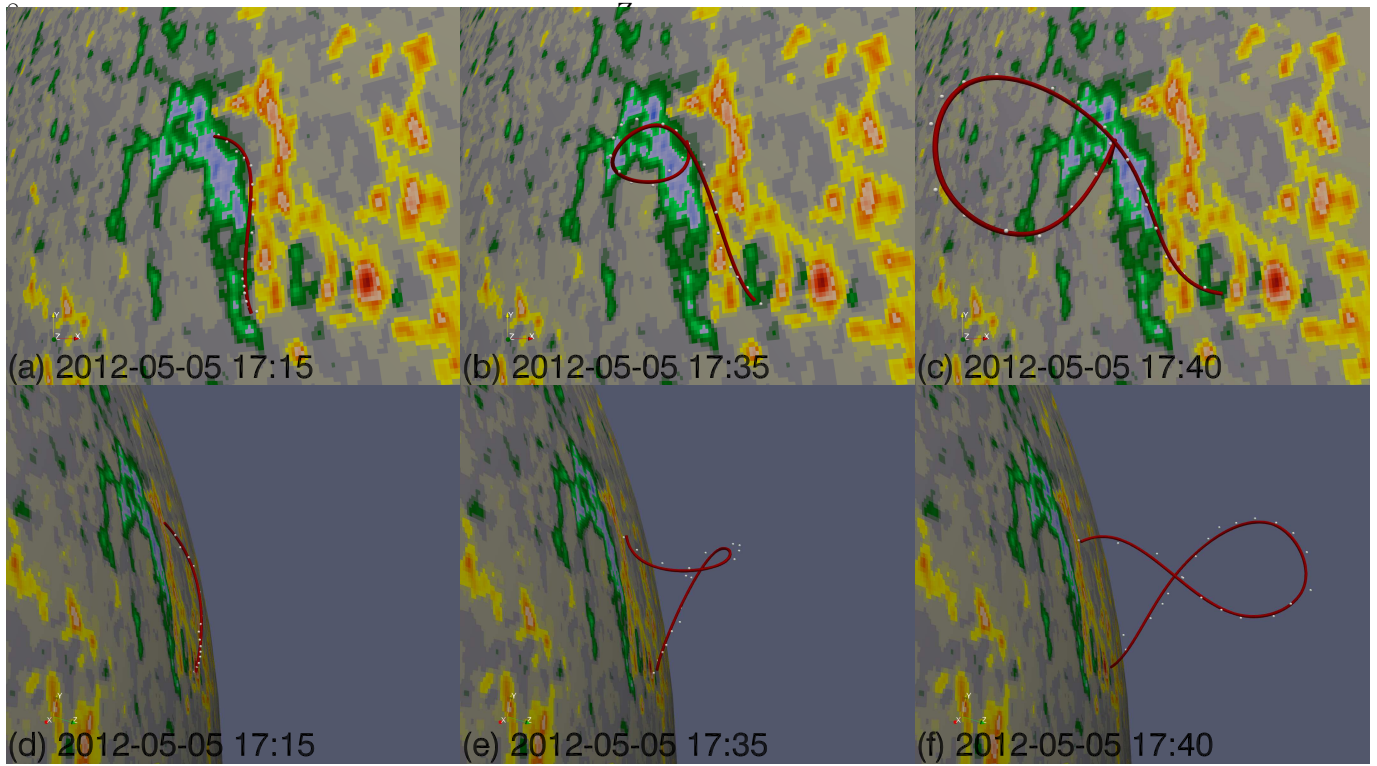 (a) 2012-05-05 17:15
(b) 2012-05-05 17:35
(c) 2012-05-05 17:40
(d) 2012-05-05 17:15
(e) 2012-05-05 17:35
(f) 2012-05-05 17:40